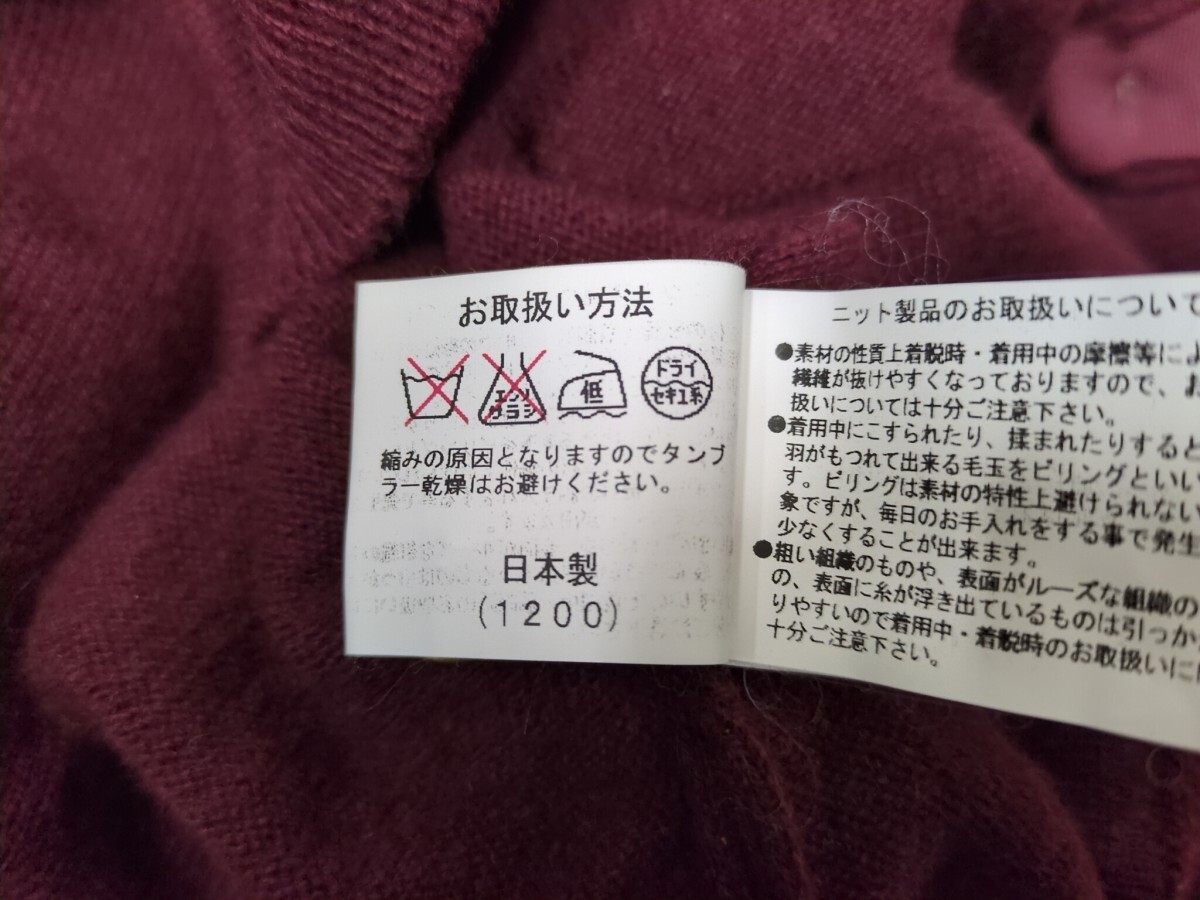 お取扱い方法
エンソ
サラシ
低
ドライ
セキユ系
縮みの原因となりますのでタンブ
ラー乾燥はお避けください。
日本製
(1200)
ニット製品のお取扱いについて
●素材の性質上着脱時・着用中の摩擦等によ
繊維が抜けやすくなっておりますので、お
扱いについては十分ご注意下さい。
●着用中にこすられたり、揉まれたりすると
羽がもつれて出来る毛玉をピリングといい
す。ピリングは素材の特性上避けられない
象ですが、毎日のお手入れをする事で発生
少なくすることが出来ます。
●粗い組織のものや、表面がルーズな組織の
の、表面に糸が浮き出ているものは引っか
りやすいので着用中・着脱時のお取扱いに
十分ご注意下さい。